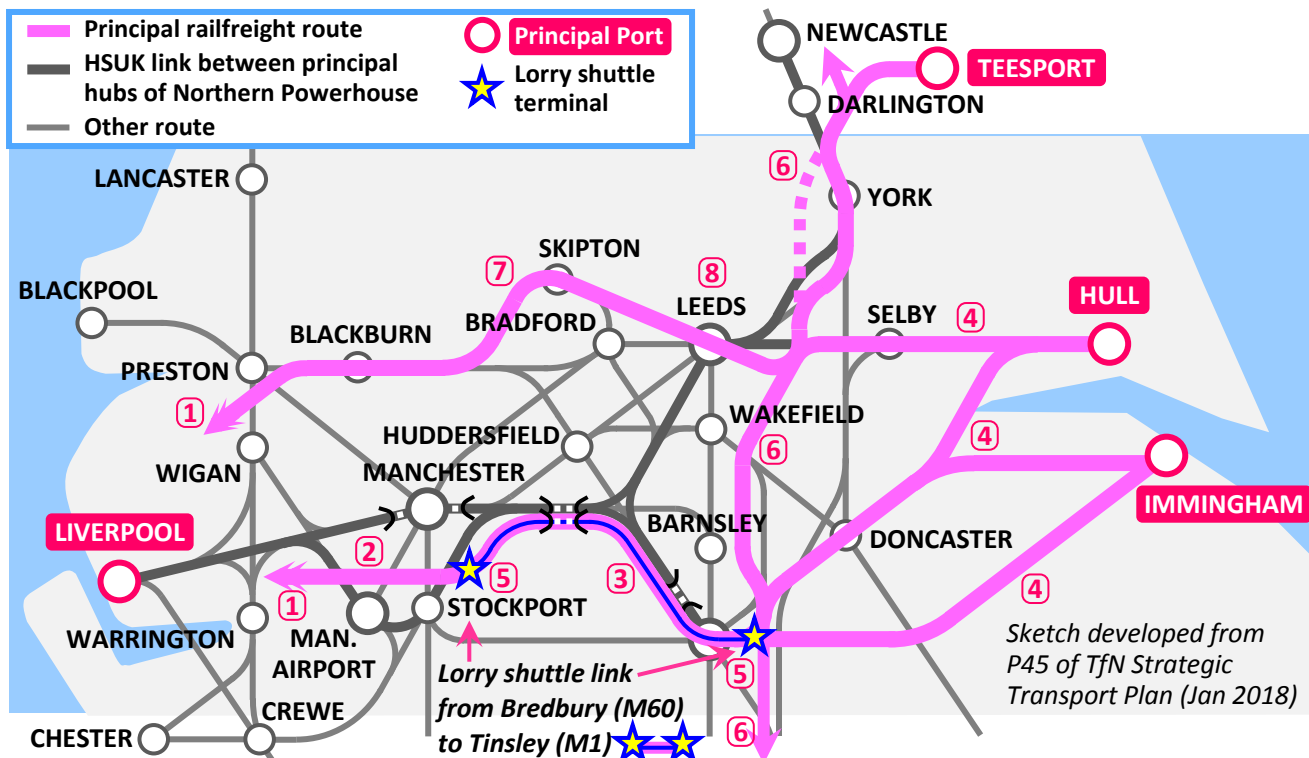 Principal railfreight route
HSUK link between principal
hubs of Northern Powerhouse
Other route
Principal Port
Lorry shuttle
terminal
NEWCASTLE
TEESPORT
DARLINGTON
6
LANCASTER
YORK
SKIPTON
7
8
HULL
BLACKPOOL
LEEDS
SELBY
4
BLACKBURN
BRADFORD
PRESTON
1
WAKEFIELD
HUDDERSFIELD
6
4
WIGAN
MANCHESTER
IMMINGHAM
LIVERPOOL
BARNSLEY
DONCASTER
2
5
3
1
4
STOCKPORT
WARRINGTON
MAN.
AIRPORT
Sketch developed from
P45 of TfN Strategic
Transport Plan (Jan 2018)
Lorry shuttle link
from Bredbury (M60)
to Tinsley (M1)
5
CREWE
6
CHESTER